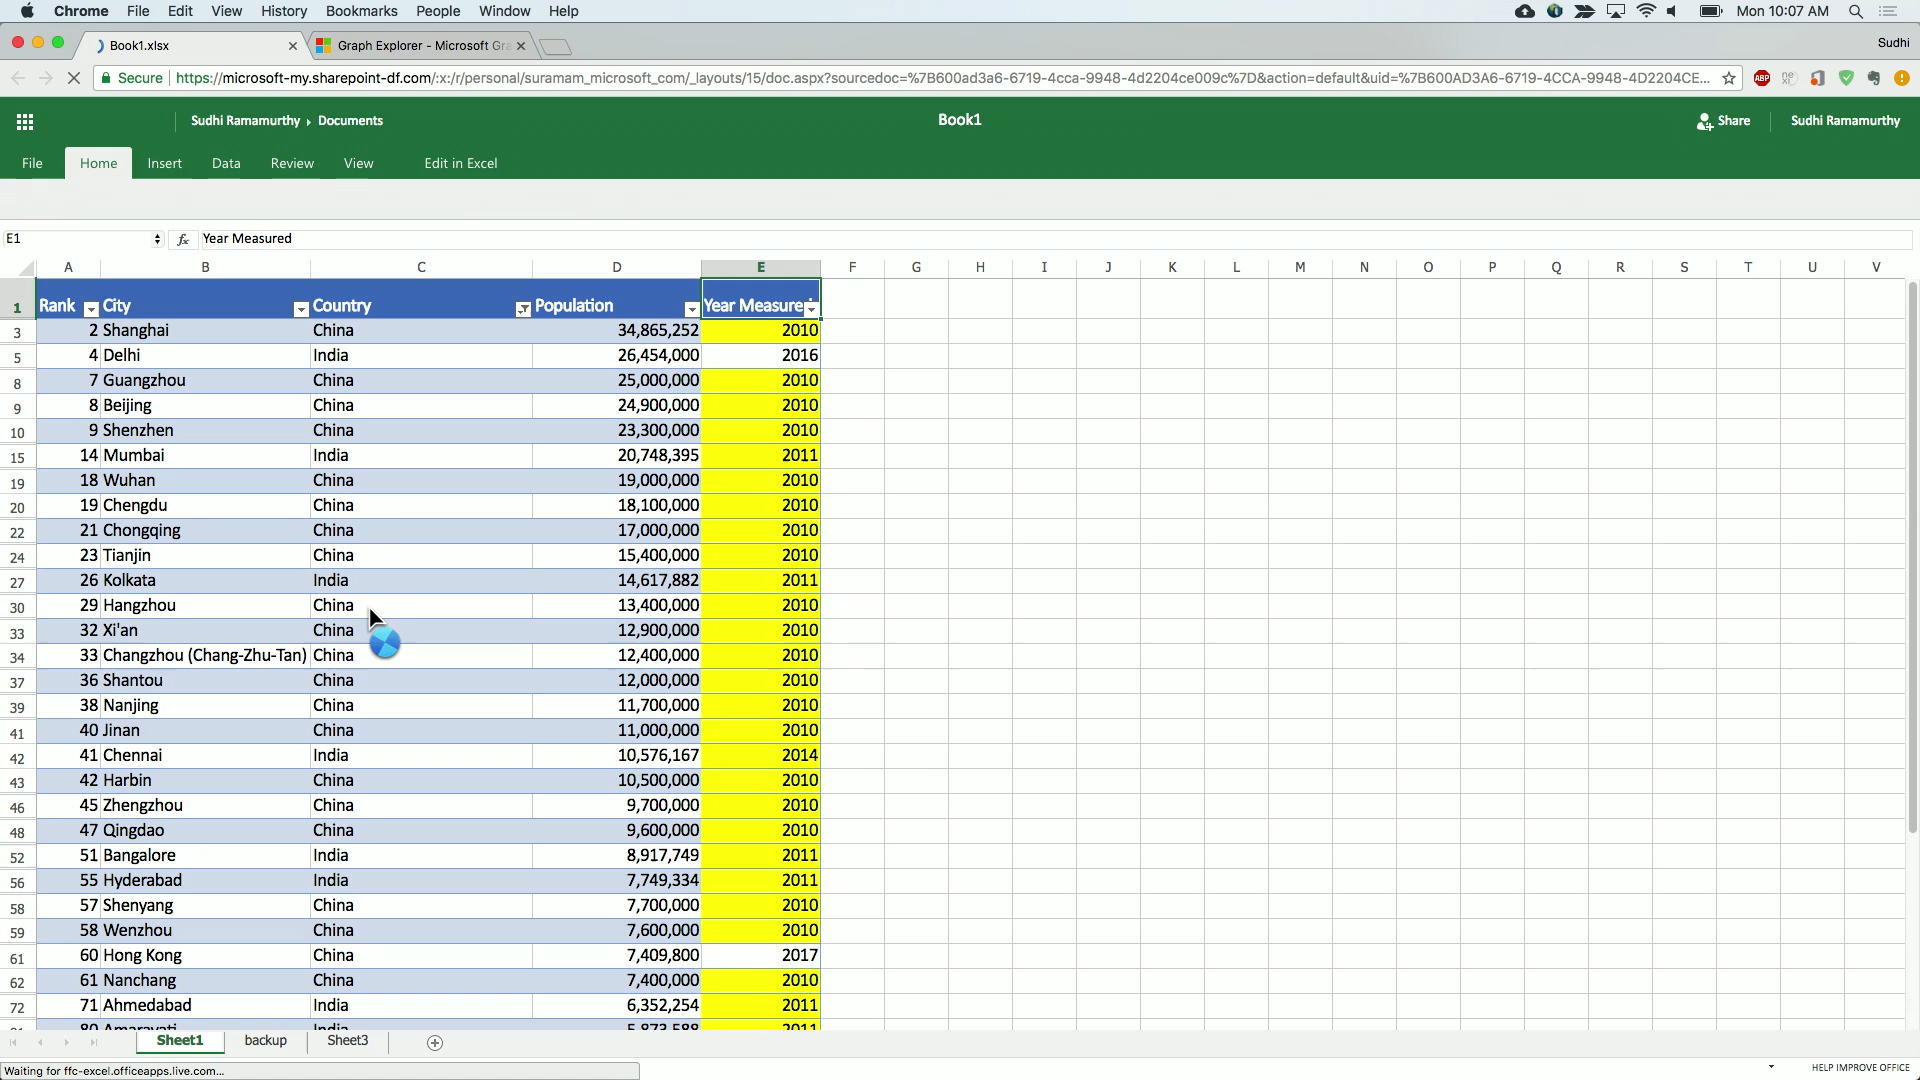 Chrome File Edit View History Bookmarks People Window Help Mon 10:07 AM
Book1.xlsx Graph Explorer - Microsoft Gra Sudhi
Secure https://microsoft-my.sharepoint-df.com/:x:/r/personal/suramam_microsoft_com/_layouts/15/doc.aspx?sourcedoc=%7B600ad3a6-6719-4cca-9948-4d2204ce009c%7D&action=default&uid=%7B600AD3A6-6719-4CCA-9948-4D2204CE... ABP
Sudhi Ramamurthy › Documents Book1 Share Sudhi Ramamurthy
File Home Insert Data Review View Edit in Excel
E1 fx Year Measured
A B C D E F G H I J K L M N O P Q R S T U V
1 Rank City Country Population Year Measure
3 2 Shanghai China 34,865,252 2010
5 4 Delhi India 26,454,000 2016
8 7 Guangzhou China 25,000,000 2010
9 8 Beijing China 24,900,000 2010
10 9 Shenzhen China 23,300,000 2010
15 14 Mumbai India 20,748,395 2011
19 18 Wuhan China 19,000,000 2010
20 19 Chengdu China 18,100,000 2010
22 21 Chongqing China 17,000,000 2010
24 23 Tianjin China 15,400,000 2010
27 26 Kolkata India 14,617,882 2011
30 29 Hangzhou China 13,400,000 2010
33 32 Xi'an China 12,900,000 2010
34 33 Changzhou (Chang-Zhu-Tan) China 12,400,000 2010
37 36 Shantou China 12,000,000 2010
39 38 Nanjing China 11,700,000 2010
41 40 Jinan China 11,000,000 2010
42 41 Chennai India 10,576,167 2014
43 42 Harbin China 10,500,000 2010
46 45 Zhengzhou China 9,700,000 2010
48 47 Qingdao China 9,600,000 2010
52 51 Bangalore India 8,917,749 2011
56 55 Hyderabad India 7,749,334 2011
58 57 Shenyang China 7,700,000 2010
59 58 Wenzhou China 7,600,000 2010
61 60 Hong Kong China 7,409,800 2017
62 61 Nanchang China 7,400,000 2010
72 71 Ahmedabad India 6,352,254 2011
80 Amaravati India 5,873,588 2011
Sheet1 backup Sheet3
Waiting for ffc-excel.officeapps.live.com... HELP IMPROVE OFFICE